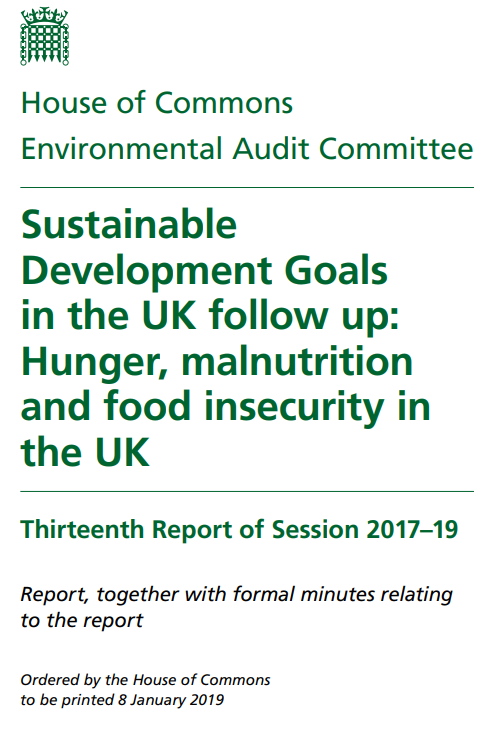 House of Commons
Environmental Audit Committee
Sustainable
Development Goals
in the UK follow up:
Hunger, malnutrition
and food insecurity in
the UK
Thirteenth Report of Session 2017–19
Report, together with formal minutes relating
to the report
Ordered by the House of Commons
to be printed 8 January 2019